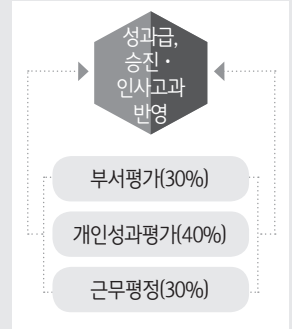 성과급,
승진・
인사고과
반영
부서평가(30%)
개인성과평가(40%)
근무평정(30%)